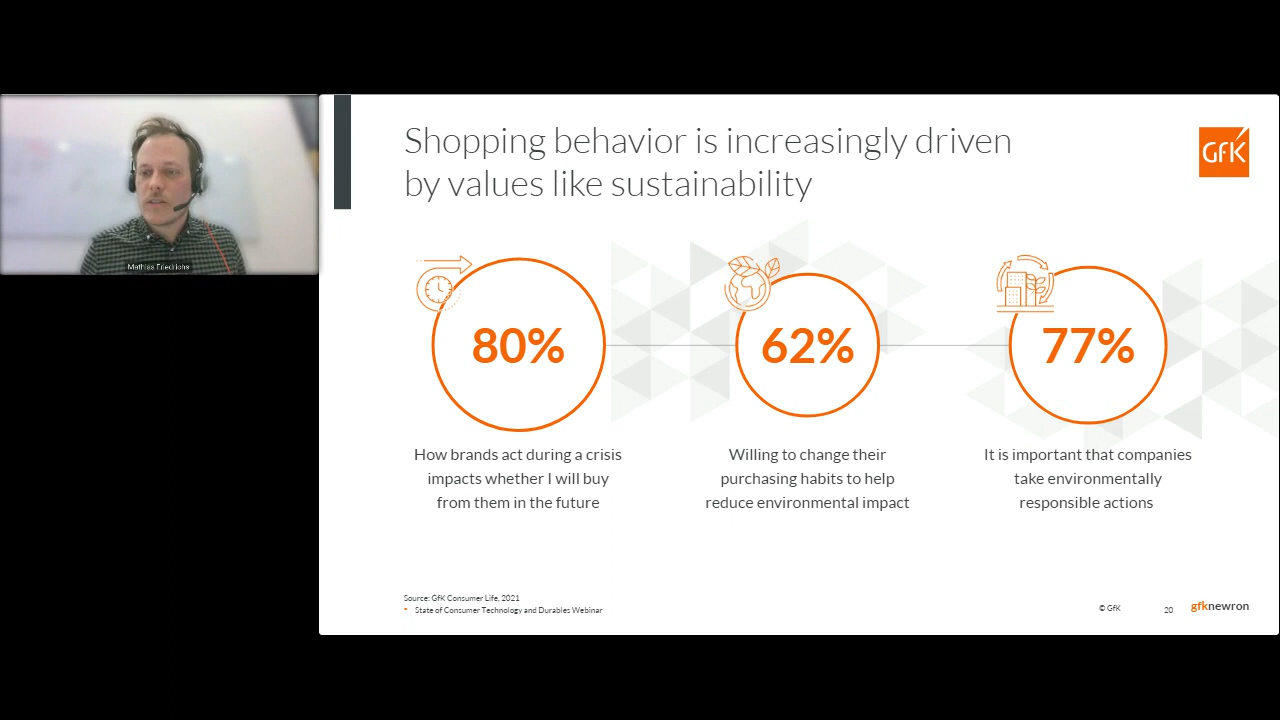 Mathias Friedrichs
Shopping behavior is increasingly driven
by values like sustainability
GfK
80%
62%
77%
How brands act during a crisis
impacts whether I will buy
from them in the future
Willing to change their
purchasing habits to help
reduce environmental impact
It is important that companies
take environmentally
responsible actions
Source: GfK Consumer Life, 2021
• State of Consumer Technology and Durables Webinar
© GfK
20
gfknewron